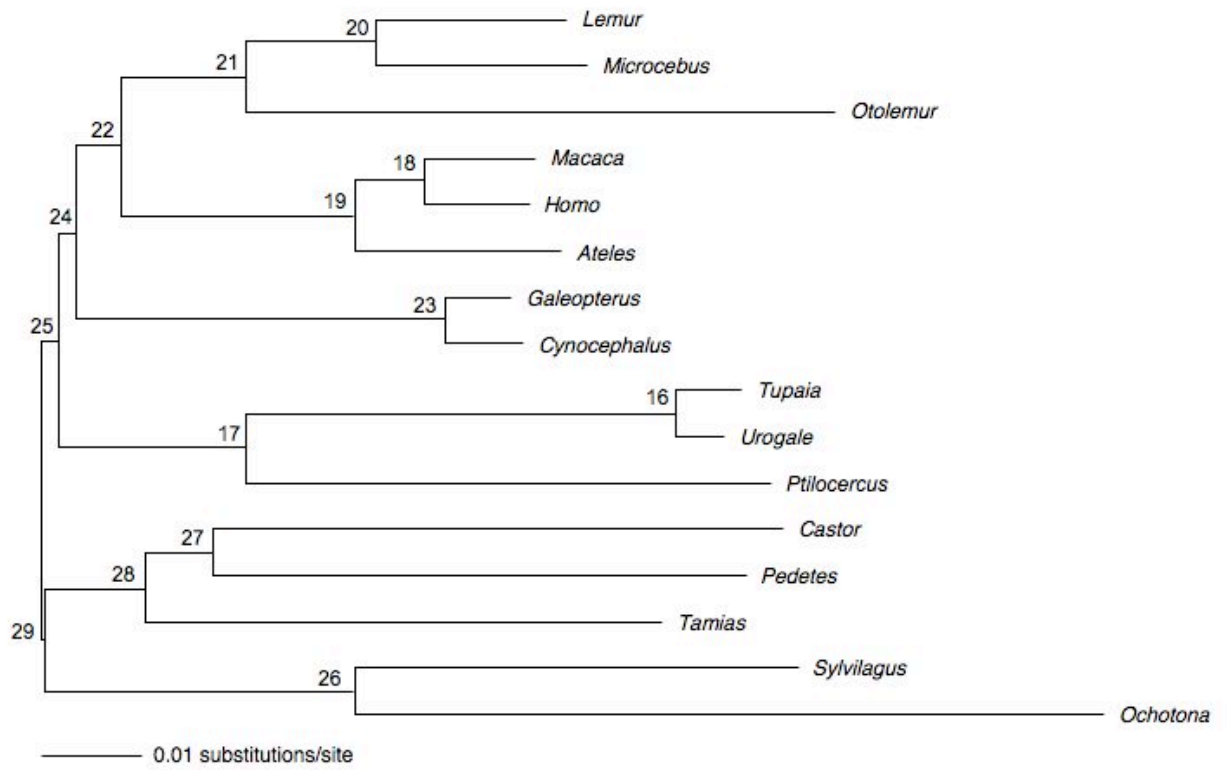 Lemur
20
21
Microcebus
Otolemur
22
Macaca
18
Homo
19
24
Ateles
Galeopterus
23
25
Cynocephalus
Tupaia
16
17
Urogale
Ptilocercus
Castor
27
28
Pedetes
Tamias
29
Sylvilagus
26
Ochotona
0.01 substitutions/site